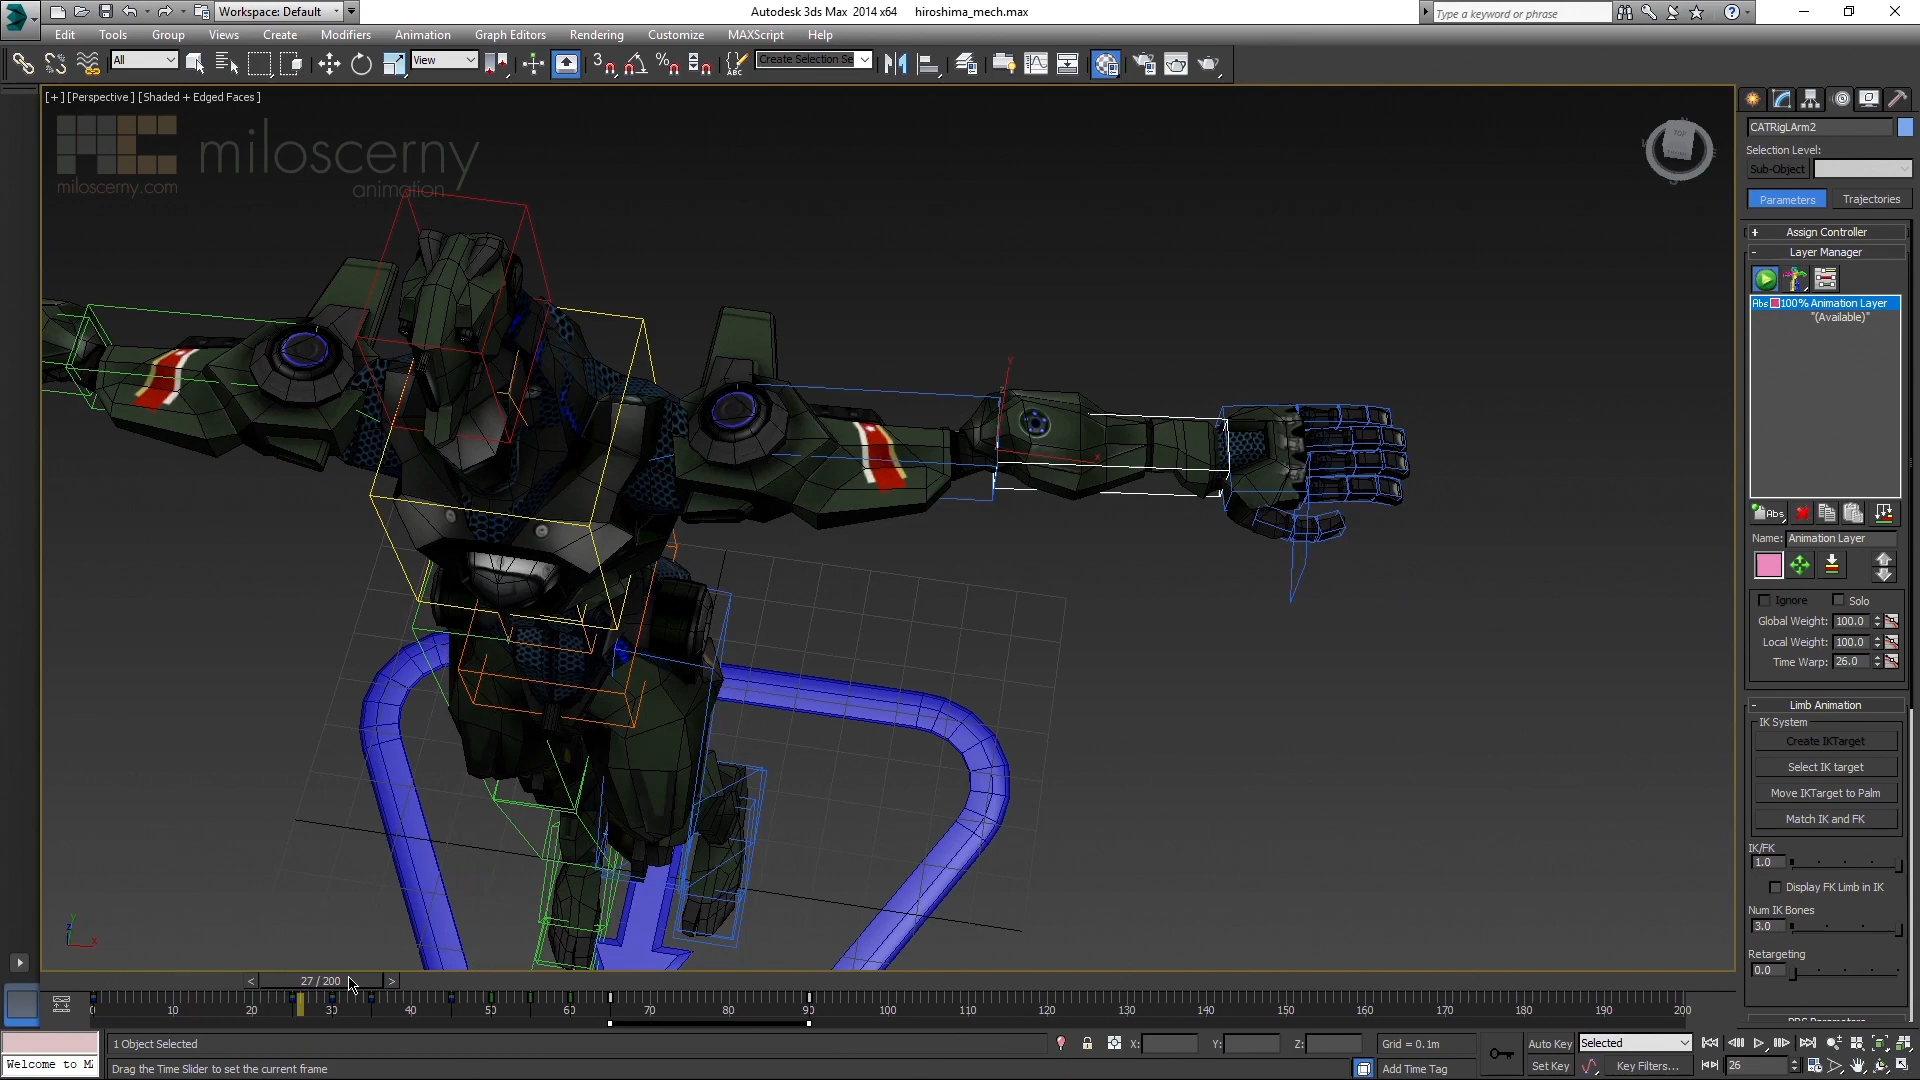 Workspace: Default
Autodesk 3ds Max 2014 x64 hiroshima_mech.max
Type a keyword or phrase
Edit Tools Group Views Create Modifiers Animation Graph Editors Rendering Customize MAXScript Help
All
View
Create Selection Se
[+] [Perspective] [Shaded + Edged Faces]
miloscerny
animation
miloscerny.com
TOP
CATRigLArm2
Selection Level:
Sub-Object
Parameters Trajectories
+ Assign Controller
- Layer Manager
Abs 100% Animation Layer
"(Available)"
Abs
Name: Animation Layer
Ignore Solo
Global Weight: 100.0
Local Weight: 100.0
Time Warp: 26.0
- Limb Animation
IK System
Create IKTarget
Select IK target
Move IKTarget to Palm
Match IK and FK
IK/FK
1.0
Display FK Limb in IK
Num IK Bones
3.0
Retargeting
0.0
< 27 / 200 >
0 10 20 30 40 50 60 70 80 90 100 110 120 130 140 150 160 170 180 190 200
1 Object Selected
X: Y: Z: Grid = 0.1m
Auto Key Selected
Welcome to M
Drag the Time Slider to set the current frame
Add Time Tag
Set Key Key Filters... 26